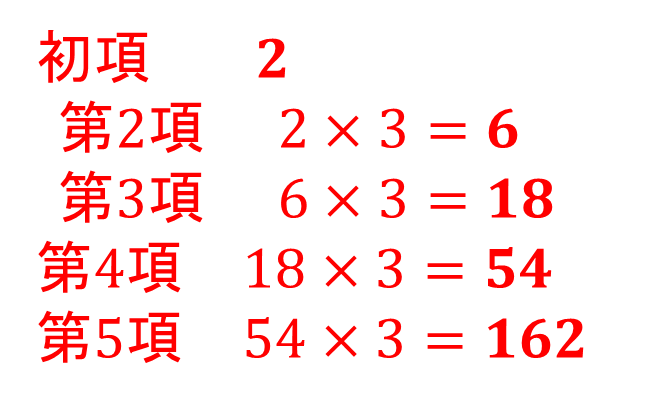 初項 2
第2項 2 × 3 = 6
第3項 6 × 3 = 18
第4項 18 × 3 = 54
第5項 54 × 3 = 162